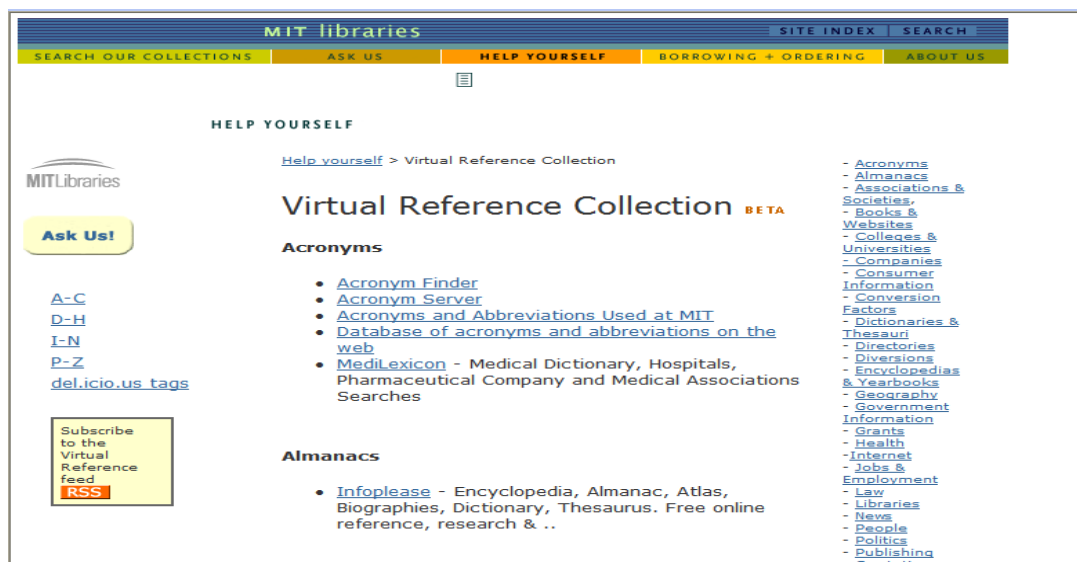 MIT libraries
SITE INDEX | SEARCH
SEARCH OUR COLLECTIONS ASK US HELP YOURSELF BORROWING + ORDERING ABOUT US
HELP YOURSELF
MITLibraries
Ask Us!
A-C
D-H
I-N
P-Z
del.icio.us tags
Subscribe
to the
Virtual
Reference
feed
RSS
Help yourself > Virtual Reference Collection
Virtual Reference Collection BETA
Acronyms
• Acronym Finder
• Acronym Server
• Acronyms and Abbreviations Used at MIT
• Database of acronyms and abbreviations on the
web
• MediLexicon - Medical Dictionary, Hospitals,
Pharmaceutical Company and Medical Associations
Searches
Almanacs
• Infoplease - Encyclopedia, Almanac, Atlas,
Biographies, Dictionary, Thesaurus. Free online
reference, research & ..
- Acronyms
- Almanacs
- Associations &
Societies,
- Books &
Websites
- Colleges &
Universities
- Companies
- Consumer
Information
- Conversion
Factors
- Dictionaries &
Thesauri
- Directories
- Diversions
- Encyclopedias
& Yearbooks
- Geography
- Government
Information
- Grants
- Health
-Internet
- Jobs &
Employment
- Law
- Libraries
- News
- People
- Politics
- Publishing